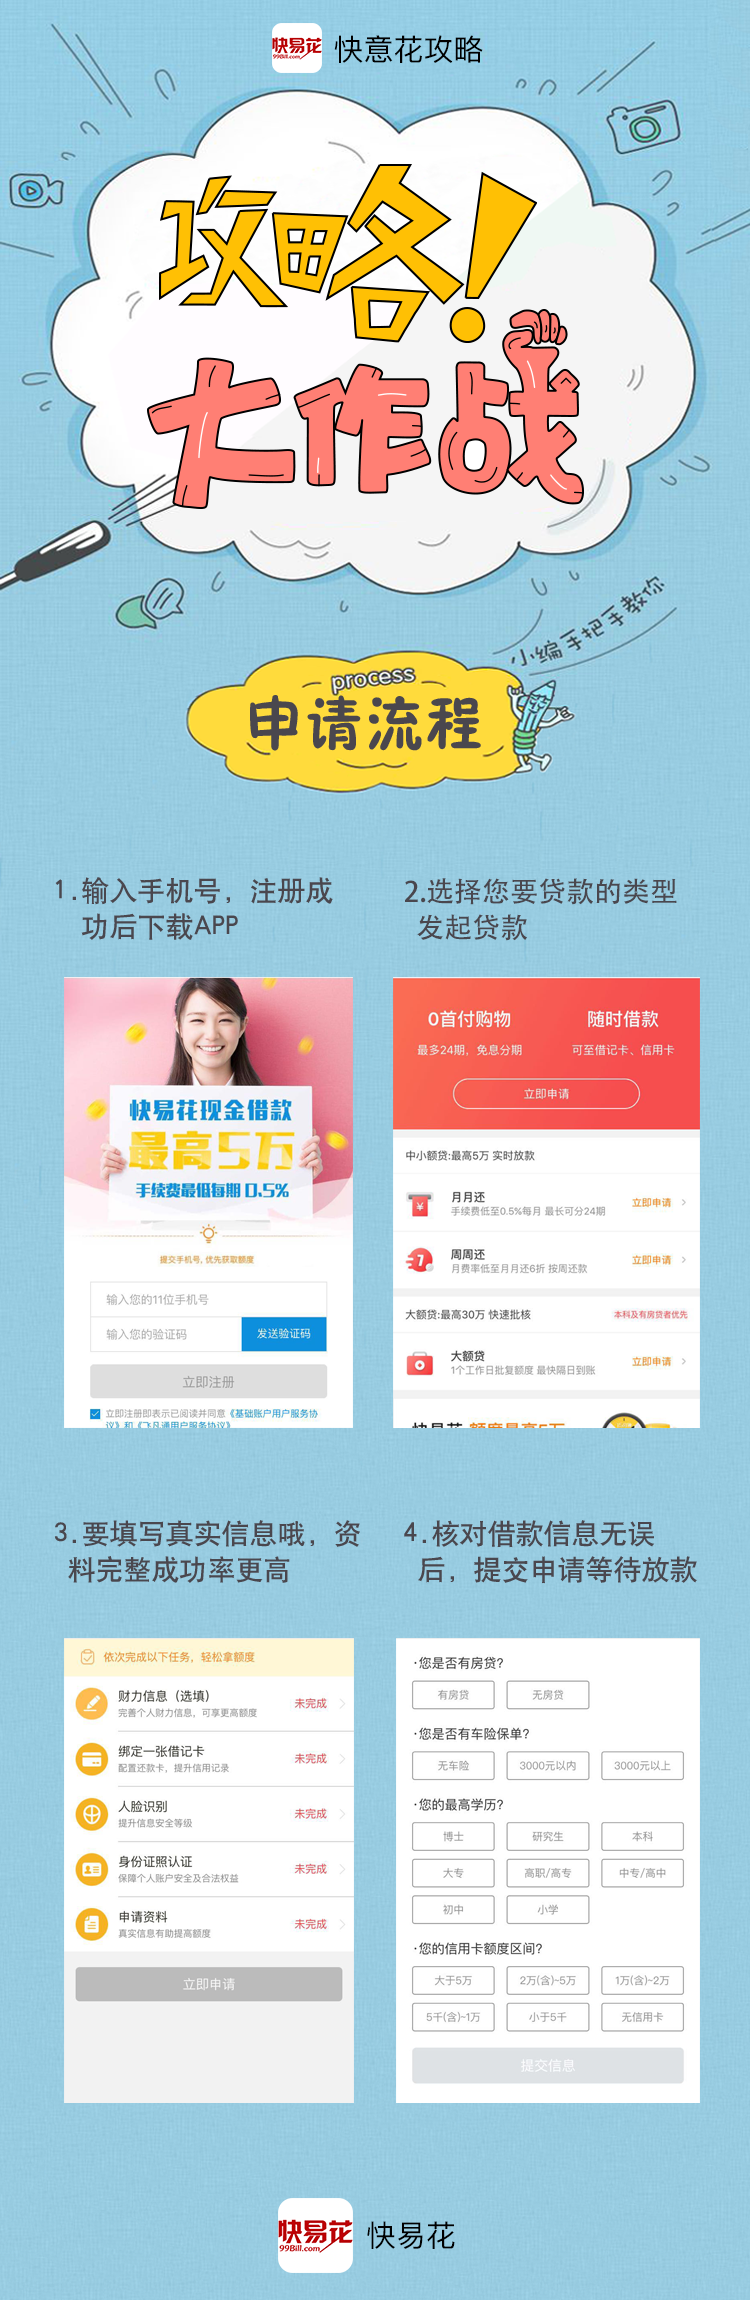 快易花
99Bill.com
快意花攻略
攻略!
大作战
小编手把手教你
process
申请流程
1.输入手机号，注册成
功后下载APP
2.选择您要贷款的类型
发起贷款
快易花现金借款
最高5万
手续费最低每期 0.5%
提交手机号, 优先获取额度
输入您的11位手机号
输入您的验证码
发送验证码
立即注册
立即注册即表示已阅读并同意《基础账户用户服务协
议》和《飞凡通用户服务协议》
0首付购物
随时借款
最多24期，免息分期
可至借记卡、信用卡
立即申请
中小额贷:最高5万 实时放款
月月还
手续费低至0.5%每月 最长可分24期
立即申请
周周还
月费率低至月月还6折 按周还款
立即申请
大额贷:最高30万 快速批核
本科及有房贷者优先
大额贷
1个工作日批复额度 最快隔日到账
立即申请
快易花 额度最高5万
3.要填写真实信息哦，资
料完整成功率更高
4.核对借款信息无误
后，提交申请等待放款
依次完成以下任务，轻松拿额度
财力信息（选填）
完善个人财力信息，可享更高额度
未完成
绑定一张借记卡
配置还款卡，提升信用记录
未完成
人脸识别
提升信息安全等级
未完成
身份证照认证
保障个人账户安全及合法权益
未完成
申请资料
真实信息有助提高额度
未完成
立即申请
·您是否有房贷?
有房贷
无房贷
·您是否有车险保单?
无车险
3000元以内
3000元以上
·您的最高学历?
博士
研究生
本科
大专
高职/高专
中专/高中
初中
小学
·您的信用卡额度区间?
大于5万
2万(含)~5万
1万(含)~2万
5千(含)~1万
小于5千
无信用卡
提交信息
快易花
99Bill.com
快易花